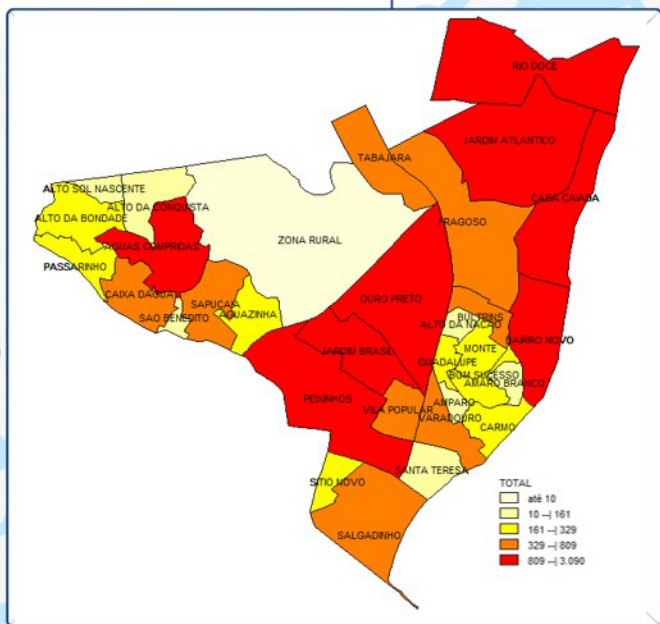 RIO DOCE
JARDIM ATLANTICO
TABAJARA
CASA CAIADA
ALTO SOL NASCENTE
ALTO DA CONQUISTA
ALTO DA BONDADE
FRAGOSO
ZONA RURAL
AGUAS COMPRIDAS
PASSARINHO
CAIXA DAGUA
SAPUCAIA
OURO PRETO
AGUAZINHA
SAO BENEDITO
BULTRINS
ALTO DA NACAO
BAIRRO NOVO
JARDIM BRASIL
MONTE
GUADALUPE
BOM SUCESSO
AMARO BRANCO
PEIXINHOS
AMPARO
VILA POPULAR
VARADOURO
CARMO
SANTA TERESA
SITIO NOVO
SALGADINHO
TOTAL
até 10
10 --| 161
161 --| 329
329 --| 809
809 --| 3.090